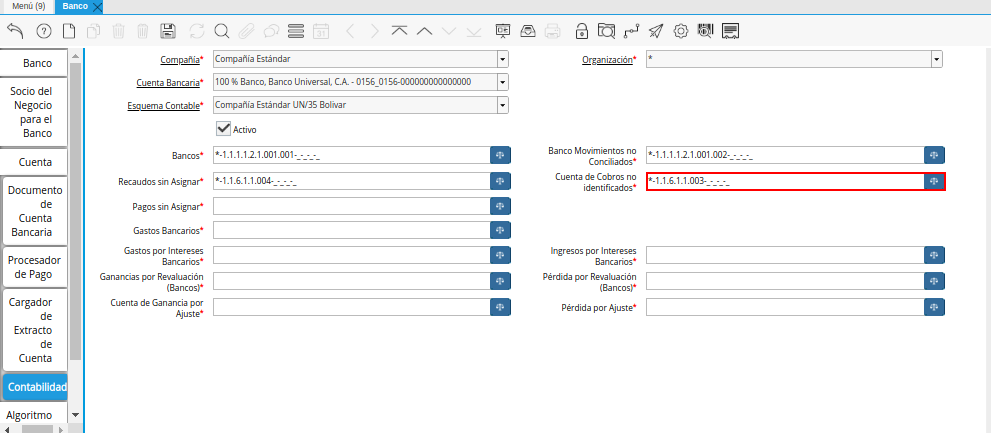 Menú (9)
Banco
Banco
Socio del
Negocio
para el
Banco
Cuenta
Documento
de
Cuenta
Bancaria
Procesador
de Pago
Cargador
de
Extracto
de
Cuenta
Contabilidad
Algoritmo
Compañía*
Compañía Estándar
Organización*
*
Cuenta Bancaria*
100 % Banco, Banco Universal, C.A. - 0156_0156-000000000000000
Esquema Contable*
Compañía Estándar UN/35 Bolivar
Activo
Bancos*
*-1.1.1.1.2.1.001.001-_-_-_-_
Banco Movimientos no
Conciliados*
*-1.1.1.1.2.1.001.002-_-_-_-_
Recaudos sin Asignar*
*-1.1.6.1.1.004-_-_-_-_
Cuenta de Cobros no
identificados*
*-1.1.6.1.1.003-_-_-_-_
Pagos sin Asignar*
Gastos Bancarios*
Gastos por Intereses
Bancarios*
Ingresos por Intereses
Bancarios*
Ganancias por Revaluación
(Bancos)*
Pérdida por Revaluación
(Bancos)*
Cuenta de Ganancia por
Ajuste*
Pérdida por Ajuste*